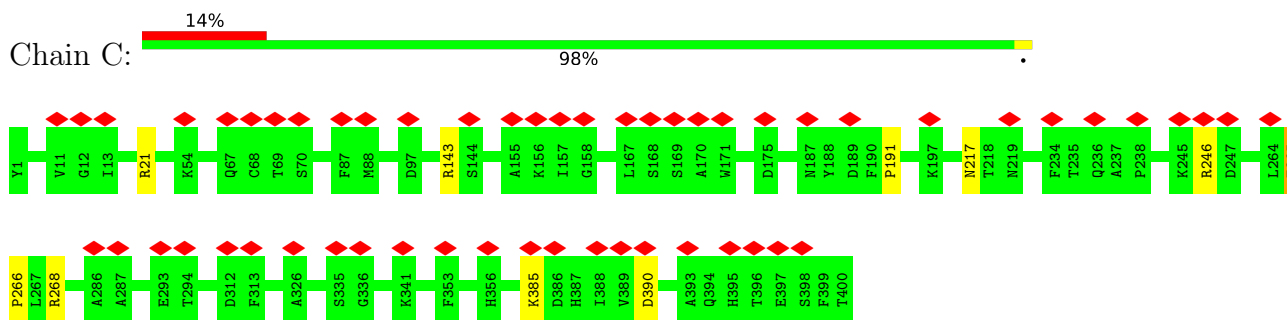 14%
Chain C:
98%
.
Y1 V11 G12 I13 R21 K54 Q67 C68 T69 S70 F87 M88 D97 R143 S144 A155 K156 I157 G158 L167 S168 S169 A170 W171 D175 N187 Y188 D189 F190 P191 K197 N217 T218 N219 F234 T235 Q236 A237 P238 K245 R246 D247 L264
P266 L267 R268 A286 A287 E293 T294 D312 F313 A326 S335 G336 K341 F353 H356 K385 D386 H387 I388 V389 D390 A393 Q394 H395 T396 E397 S398 F399 T400